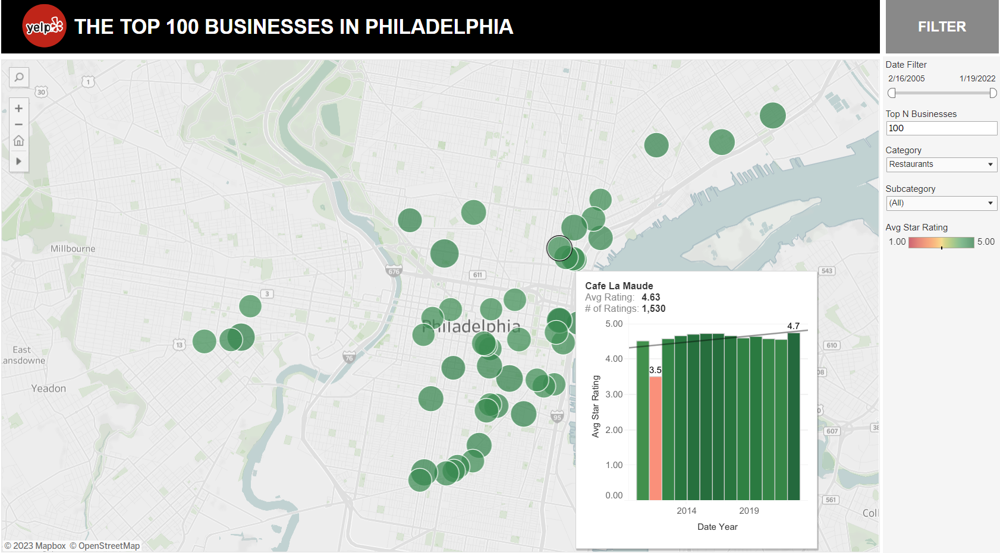 yelp
THE TOP 100 BUSINESSES IN PHILADELPHIA
FILTER
Date Filter
2/16/2005 1/19/2022
Top N Businesses
100
Category
Restaurants
Subcategory
(All)
Avg Star Rating
1.00 5.00
1
30
Millbourne
676
611
543
3
Philadelphia
13
East
ansdowne
76
610
08
Yeadon
95
0
607
38
561
Coll
Cafe La Maude
Avg Rating: 4.63
# of Ratings: 1,530
5.00
4.7
4.00
3.5
3.00
2.00
1.00
0.00
Avg Star Rating
2014 2019
Date Year
© 2023 Mapbox © OpenStreetMap